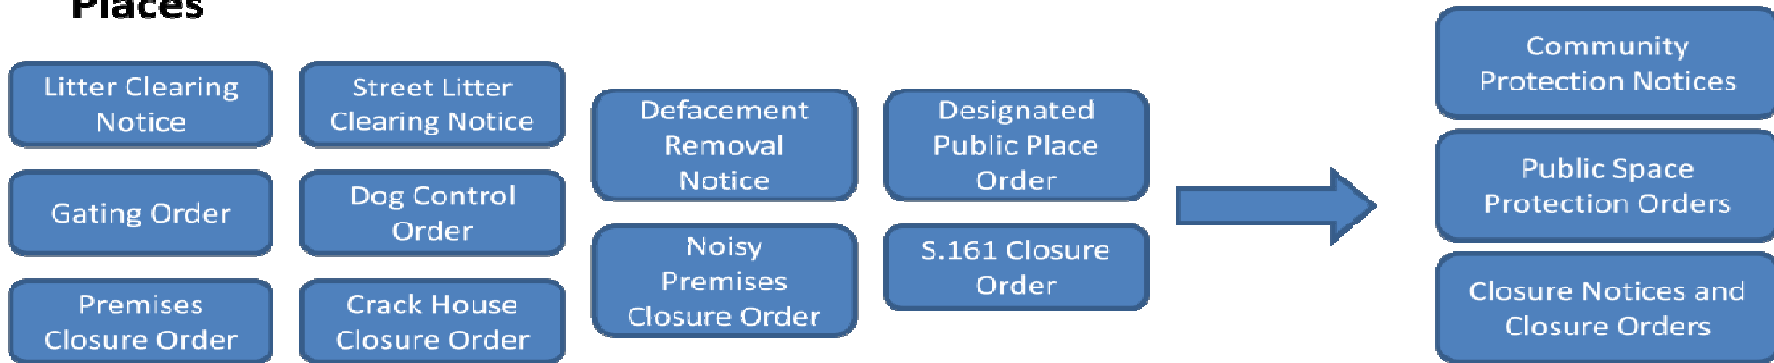 Places
Litter Clearing
Notice
Street Litter
Clearing Notice
Gating Order
Dog Control
Order
Premises
Closure Order
Crack House
Closure Order
Defacement
Removal
Notice
Designated
Public Place
Order
Noisy
Premises
Closure Order
S.161 Closure
Order
Community
Protection Notices
Public Space
Protection Orders
Closure Notices and
Closure Orders